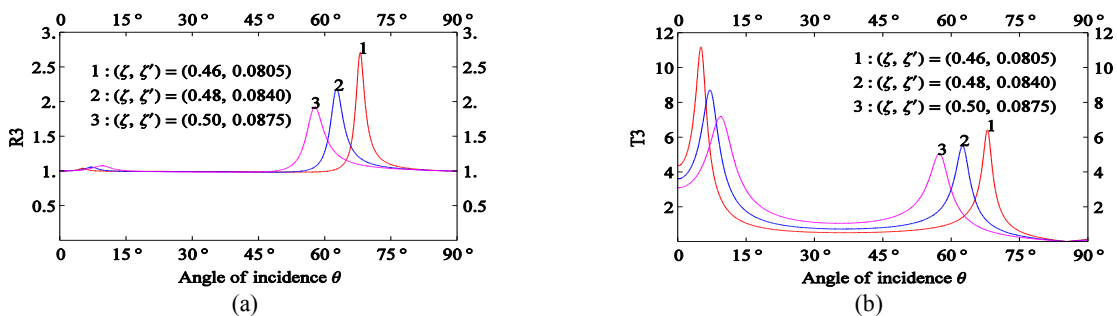 0 15° 30° 45° 60° 75° 90°
3. 3.
2.5 2.5
2. 2.
1.5 1.5
1. 1.
0.5 0.5
R3
1
2
3
1 : (ζ, ζ′) = (0.46, 0.0805)
2 : (ζ, ζ′) = (0.48, 0.0840)
3 : (ζ, ζ′) = (0.50, 0.0875)
0 15° 30° 45° 60° 75° 90°
Angle of incidence θ
(a)
0 15° 30° 45° 60° 75° 90°
12 12
10 10
8 8
6 6
4 4
2 2
T3
1 : (ζ, ζ′) = (0.46, 0.0805)
2 : (ζ, ζ′) = (0.48, 0.0840)
3 : (ζ, ζ′) = (0.50, 0.0875)
1
2
3
0 15° 30° 45° 60° 75° 90°
Angle of incidence θ
(b)